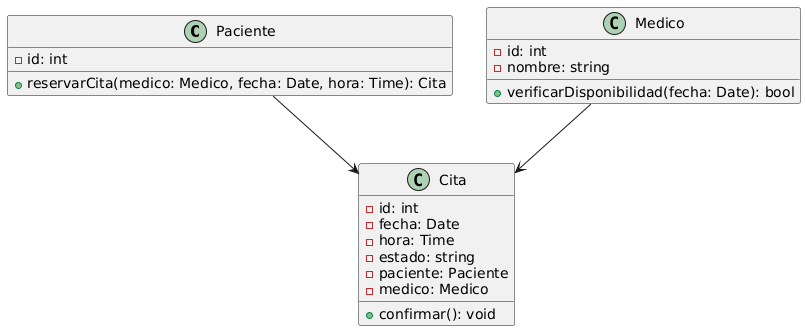 C Paciente
id: int
reservarCita(medico: Medico, fecha: Date, hora: Time): Cita
C Medico
id: int
nombre: string
verificarDisponibilidad(fecha: Date): bool
C Cita
id: int
fecha: Date
hora: Time
estado: string
paciente: Paciente
medico: Medico
confirmar(): void